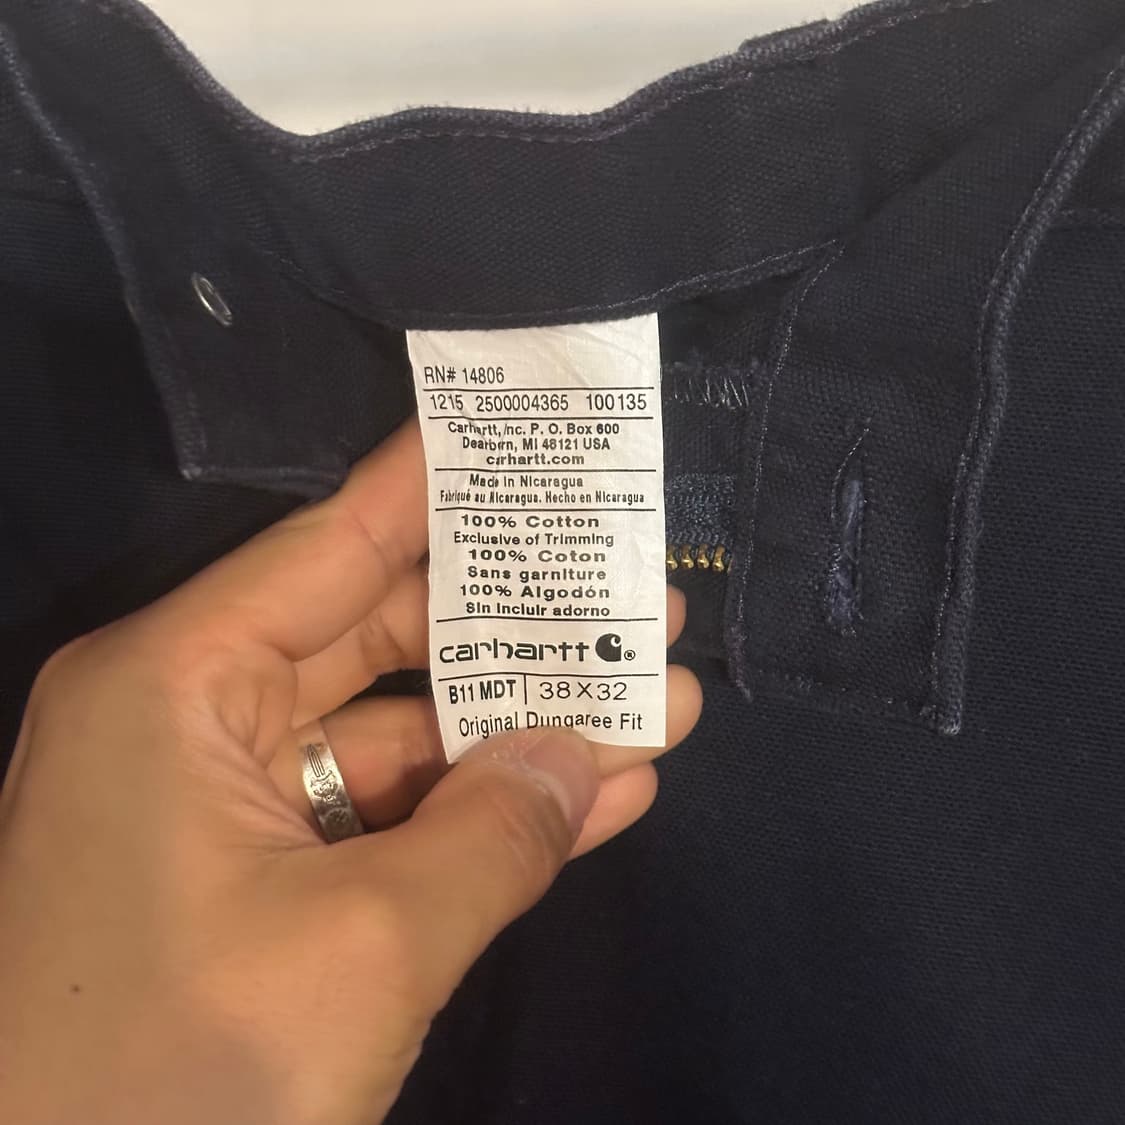 RN# 14806
1215 2500004365 100135
Carhartt, Inc. P. O. Box 600
Dearborn, MI 48121 USA
carhartt.com
Made in Nicaragua
Fabriqué au Nicaragua. Hecho en Nicaragua
100% Cotton
Exclusive of Trimming
100% Coton
Sans garniture
100% Algodón
Sin incluir adorno
carhartt ®
B11 MDT | 38 X 32
Original Dungaree Fit